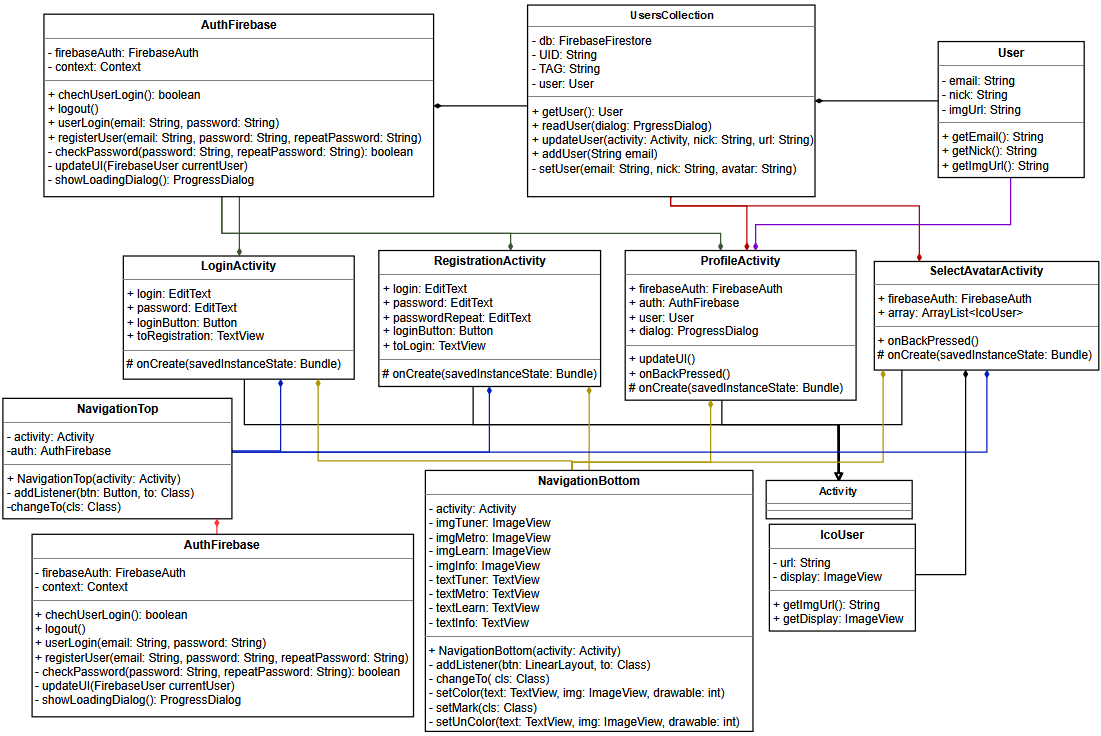 AuthFirebase
- firebaseAuth: FirebaseAuth
- context: Context
+ chechUserLogin(): boolean
+ logout()
+ userLogin(email: String, password: String)
+ registerUser(email: String, password: String, repeatPassword: String)
- checkPassword(password: String, repeatPassword: String): boolean
- updateUI(FirebaseUser currentUser)
- showLoadingDialog(): ProgressDialog
UsersCollection
- db: FirebaseFirestore
- UID: String
- TAG: String
- user: User
+ getUser(): User
+ readUser(dialog: PrgressDialog)
+ updateUser(activity: Activity, nick: String, url: String)
+ addUser(String email)
- setUser(email: String, nick: String, avatar: String)
User
- email: String
- nick: String
- imgUrl: String
+ getEmail(): String
+ getNick(): String
+ getImgUrl(): String
LoginActivity
+ login: EditText
+ password: EditText
+ loginButton: Button
+ toRegistration: TextView
# onCreate(savedInstanceState: Bundle)
RegistrationActivity
+ login: EditText
+ password: EditText
+ passwordRepeat: EditText
+ loginButton: Button
+ toLogin: TextView
# onCreate(savedInstanceState: Bundle)
ProfileActivity
+ firebaseAuth: FirebaseAuth
+ auth: AuthFirebase
+ user: User
+ dialog: ProgressDialog
+ updateUI()
+ onBackPressed()
# onCreate(savedInstanceState: Bundle)
SelectAvatarActivity
+ firebaseAuth: FirebaseAuth
+ array: ArrayList<IcoUser>
+ onBackPressed()
# onCreate(savedInstanceState: Bundle)
NavigationTop
- activity: Activity
-auth: AuthFirebase
+ NavigationTop(activity: Activity)
- addListener(btn: Button, to: Class)
-changeTo(cls: Class)
AuthFirebase
- firebaseAuth: FirebaseAuth
- context: Context
+ chechUserLogin(): boolean
+ logout()
+ userLogin(email: String, password: String)
+ registerUser(email: String, password: String, repeatPassword: String)
- checkPassword(password: String, repeatPassword: String): boolean
- updateUI(FirebaseUser currentUser)
- showLoadingDialog(): ProgressDialog
NavigationBottom
- activity: Activity
- imgTuner: ImageView
- imgMetro: ImageView
- imgLearn: ImageView
- imgInfo: ImageView
- textTuner: TextView
- textMetro: TextView
- textLearn: TextView
- textInfo: TextView
+ NavigationBottom(activity: Activity)
- addListener(btn: LinearLayout, to: Class)
- changeTo( cls: Class)
- setColor(text: TextView, img: ImageView, drawable: int)
- setMark(cls: Class)
- setUnColor(text: TextView, img: ImageView, drawable: int)
Activity
IcoUser
- url: String
- display: ImageView
+ getImgUrl(): String
+ getDisplay: ImageView